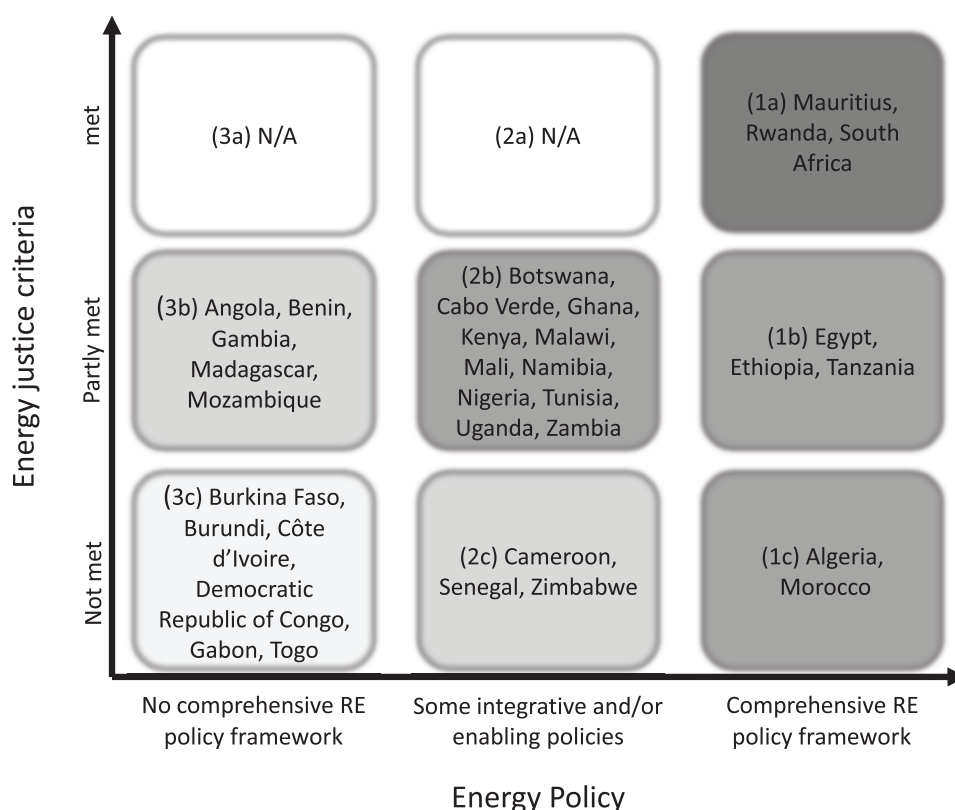 Energy justice criteria
met
(3a) N/A
(2a) N/A
(1a) Mauritius,
Rwanda, South
Africa
Partly met
(3b) Angola, Benin,
Gambia,
Madagascar,
Mozambique
(2b) Botswana,
Cabo Verde, Ghana,
Kenya, Malawi,
Mali, Namibia,
Nigeria, Tunisia,
Uganda, Zambia
(1b) Egypt,
Ethiopia, Tanzania
Not met
(3c) Burkina Faso,
Burundi, Côte
d’Ivoire,
Democratic
Republic of Congo,
Gabon, Togo
(2c) Cameroon,
Senegal, Zimbabwe
(1c) Algeria,
Morocco
No comprehensive RE
policy framework
Some integrative and/or
enabling policies
Comprehensive RE
policy framework
Energy Policy